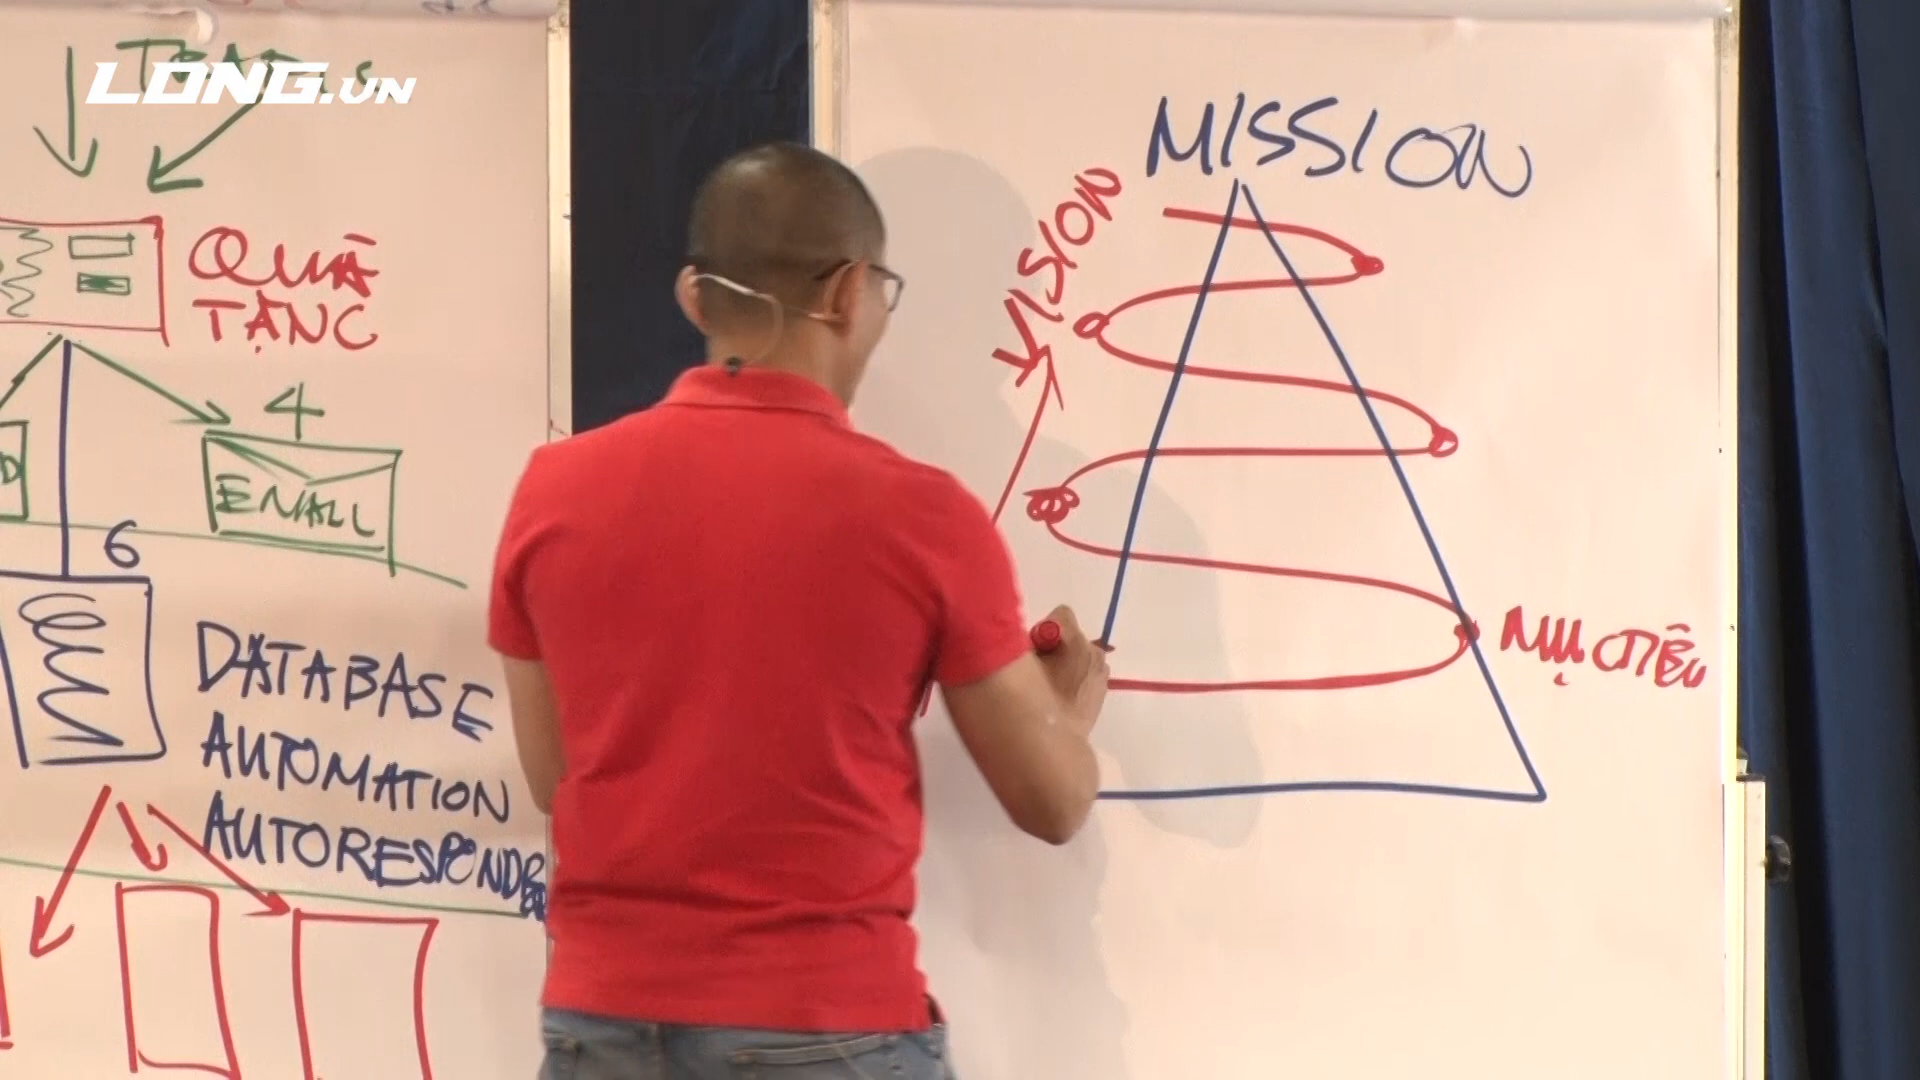 LONG.VN
QUÀ
TẶNG
4
EMAIL
6
DATABASE
AUTOMATION
AUTORESPONDER
MISSION
VISION
MỤC TIÊU